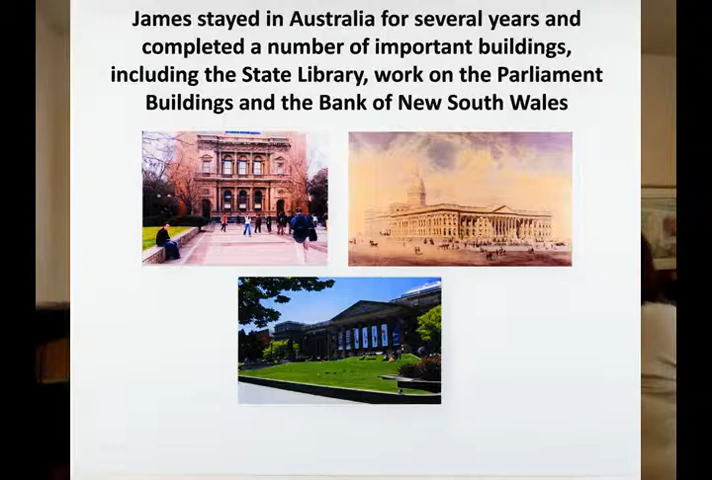 James stayed in Australia for several years and
completed a number of important buildings,
including the State Library, work on the Parliament
Buildings and the Bank of New South Wales